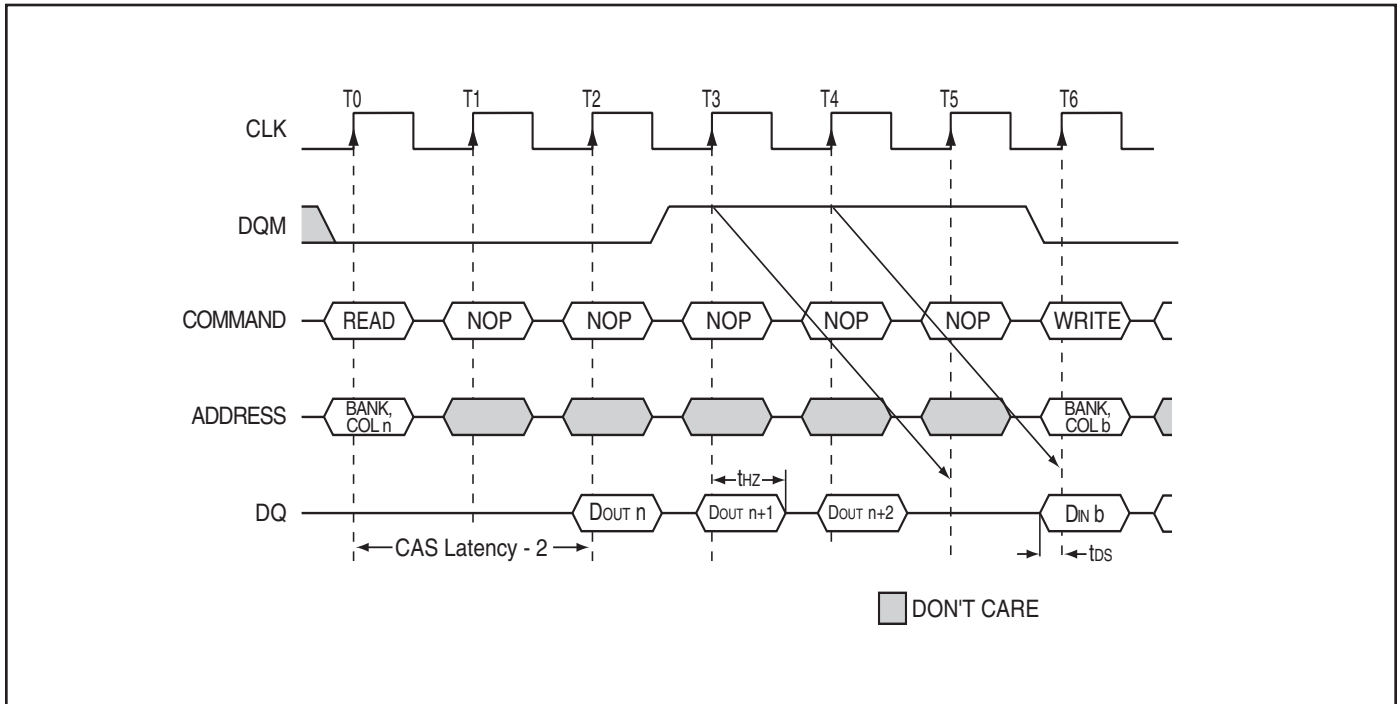 T0 T1 T2 T3 T4 T5 T6
CLK
DQM
COMMAND READ NOP NOP NOP NOP NOP WRITE
ADDRESS BANK, COL n BANK, COL b
tHZ
DQ DOUT n DOUT n+1 DOUT n+2 DIN b
CAS Latency - 2 tDS
DON'T CARE